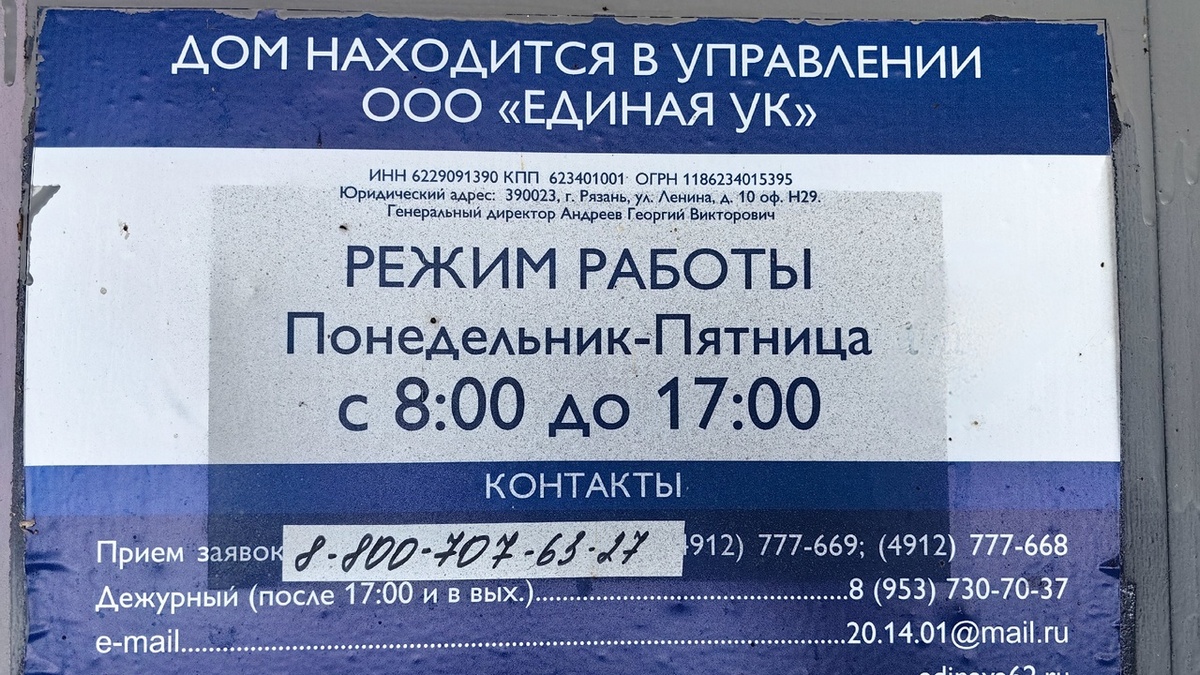 ДОМ НАХОДИТСЯ В УПРАВЛЕНИИ
ООО «ЕДИНАЯ УК»
ИНН 6229091390 КПП 623401001 ОГРН 1186234015395
Юридический адрес: 390023, г. Рязань, ул. Ленина, д. 10 оф. Н29.
Генеральный директор Андреев Георгий Викторович
РЕЖИМ РАБОТЫ
Понедельник-Пятница
с 8:00 до 17:00
КОНТАКТЫ
Прием заявок 8-800-707-63-27 4912) 777-669; (4912) 777-668
Дежурный (после 17:00 и в вых.)........................................8 (953) 730-70-37
e-mail........................................20.14.01@mail.ru